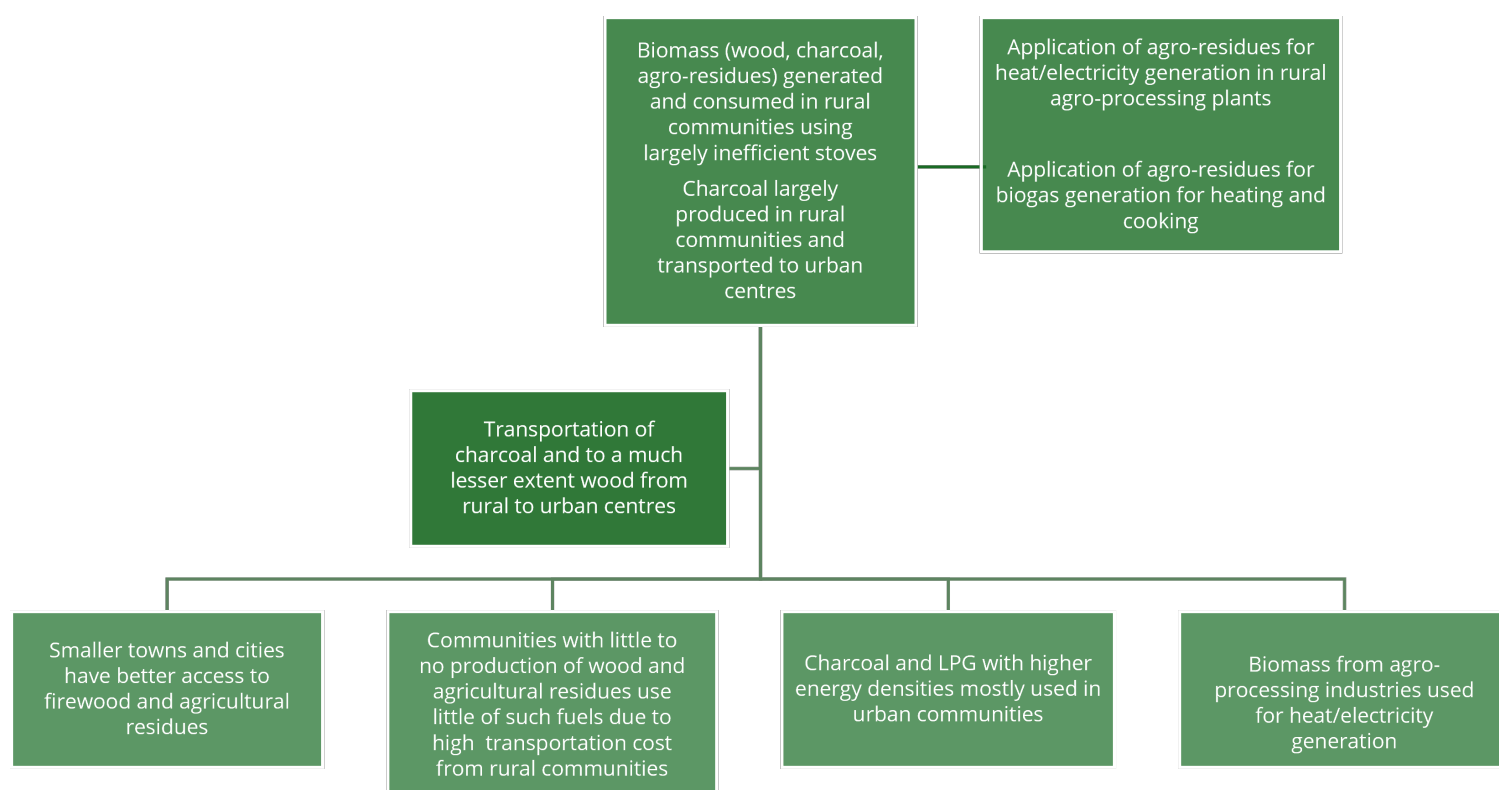 Biomass (wood, charcoal,
agro-residues) generated
and consumed in rural
communities using
largely inefficient stoves
Charcoal largely
produced in rural
communities and
transported to urban
centres
Application of agro-residues for
heat/electricity generation in rural
agro-processing plants
Application of agro-residues for
biogas generation for heating and
cooking
Transportation of
charcoal and to a much
lesser extent wood from
rural to urban centres
Smaller towns and cities
have better access to
firewood and agricultural
residues
Communities with little to
no production of wood and
agricultural residues use
little of such fuels due to
high  transportation cost
from rural communities
Charcoal and LPG with higher
energy densities mostly used in
urban communities
Biomass from agro-
processing industries used
for heat/electricity
generation